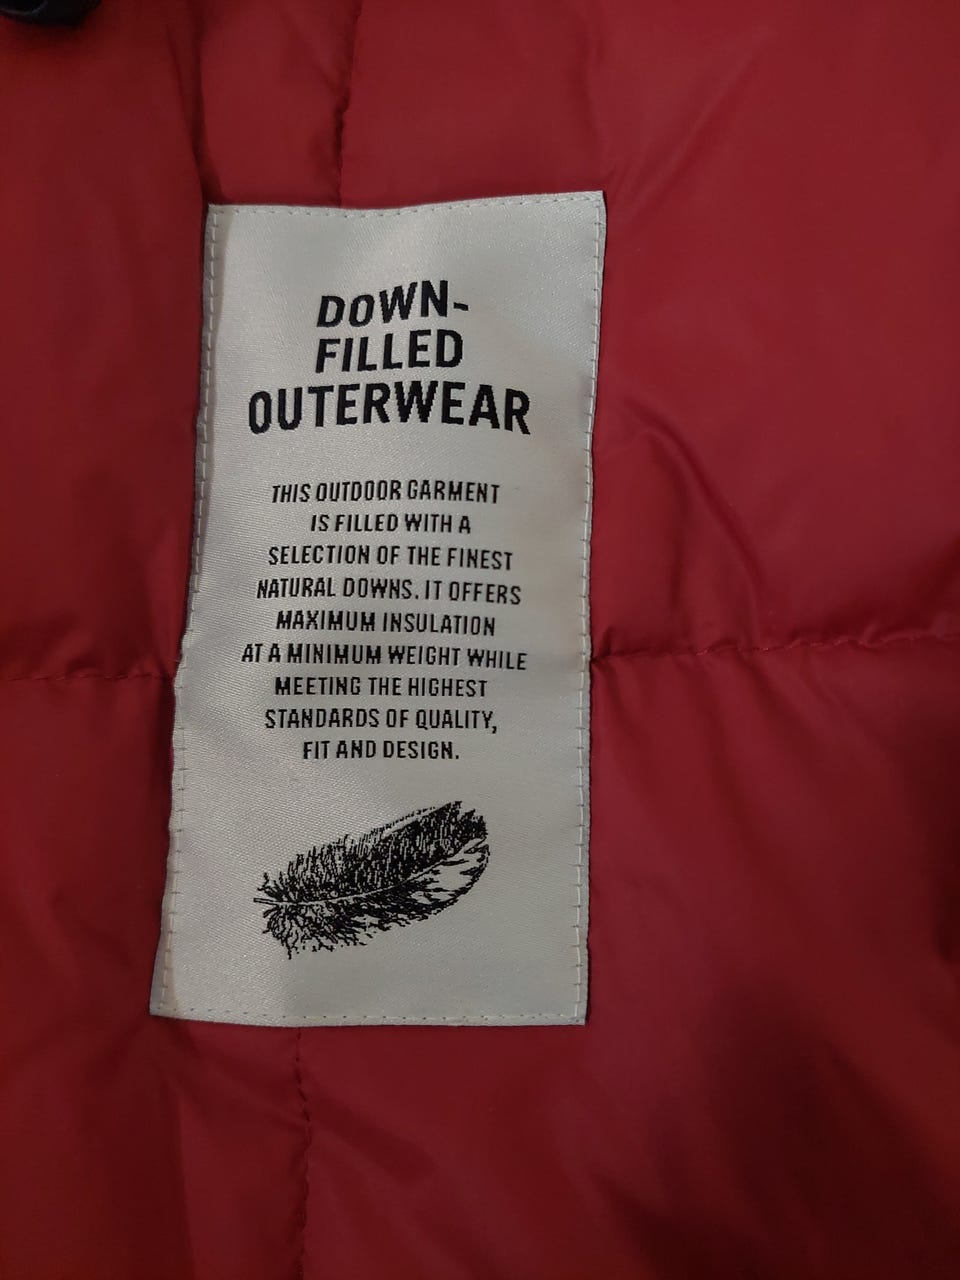 DOWN-
FILLED
OUTERWEAR
THIS OUTDOOR GARMENT
IS FILLED WITH A
SELECTION OF THE FINEST
NATURAL DOWNS. IT OFFERS
MAXIMUM INSULATION
AT A MINIMUM WEIGHT WHILE
MEETING THE HIGHEST
STANDARDS OF QUALITY,
FIT AND DESIGN.